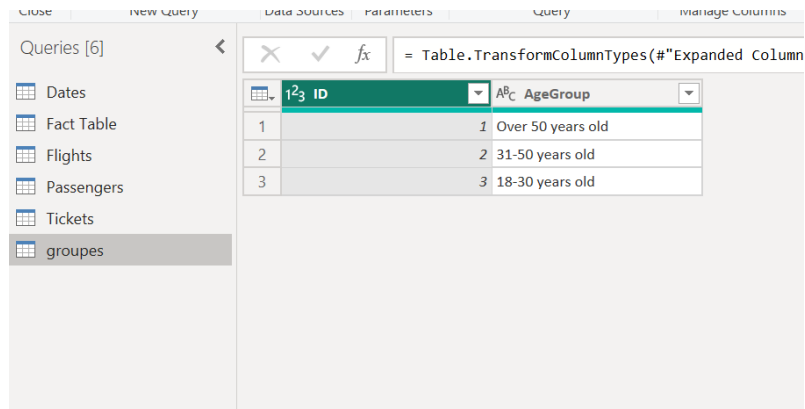 Close New Query Data Sources Parameters Query Manage Columns
Queries [6]
fx = Table.TransformColumnTypes(#"Expanded Column
Dates
Fact Table
Flights
Passengers
Tickets
groupes
123 ID ABC AgeGroup
1 1 Over 50 years old
2 2 31-50 years old
3 3 18-30 years old